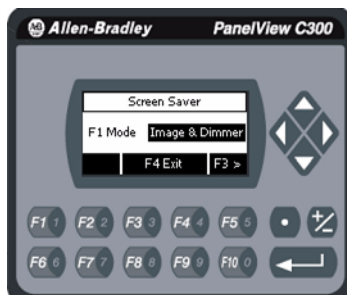 AB Allen-Bradley PanelView C300
Screen Saver
F1 Mode Image & Dimmer
F4 Exit F3 >
F1 1 F2 2 F3 3 F4 4 F5 5 • +/-
F6 6 F7 7 F8 8 F9 9 F10 0